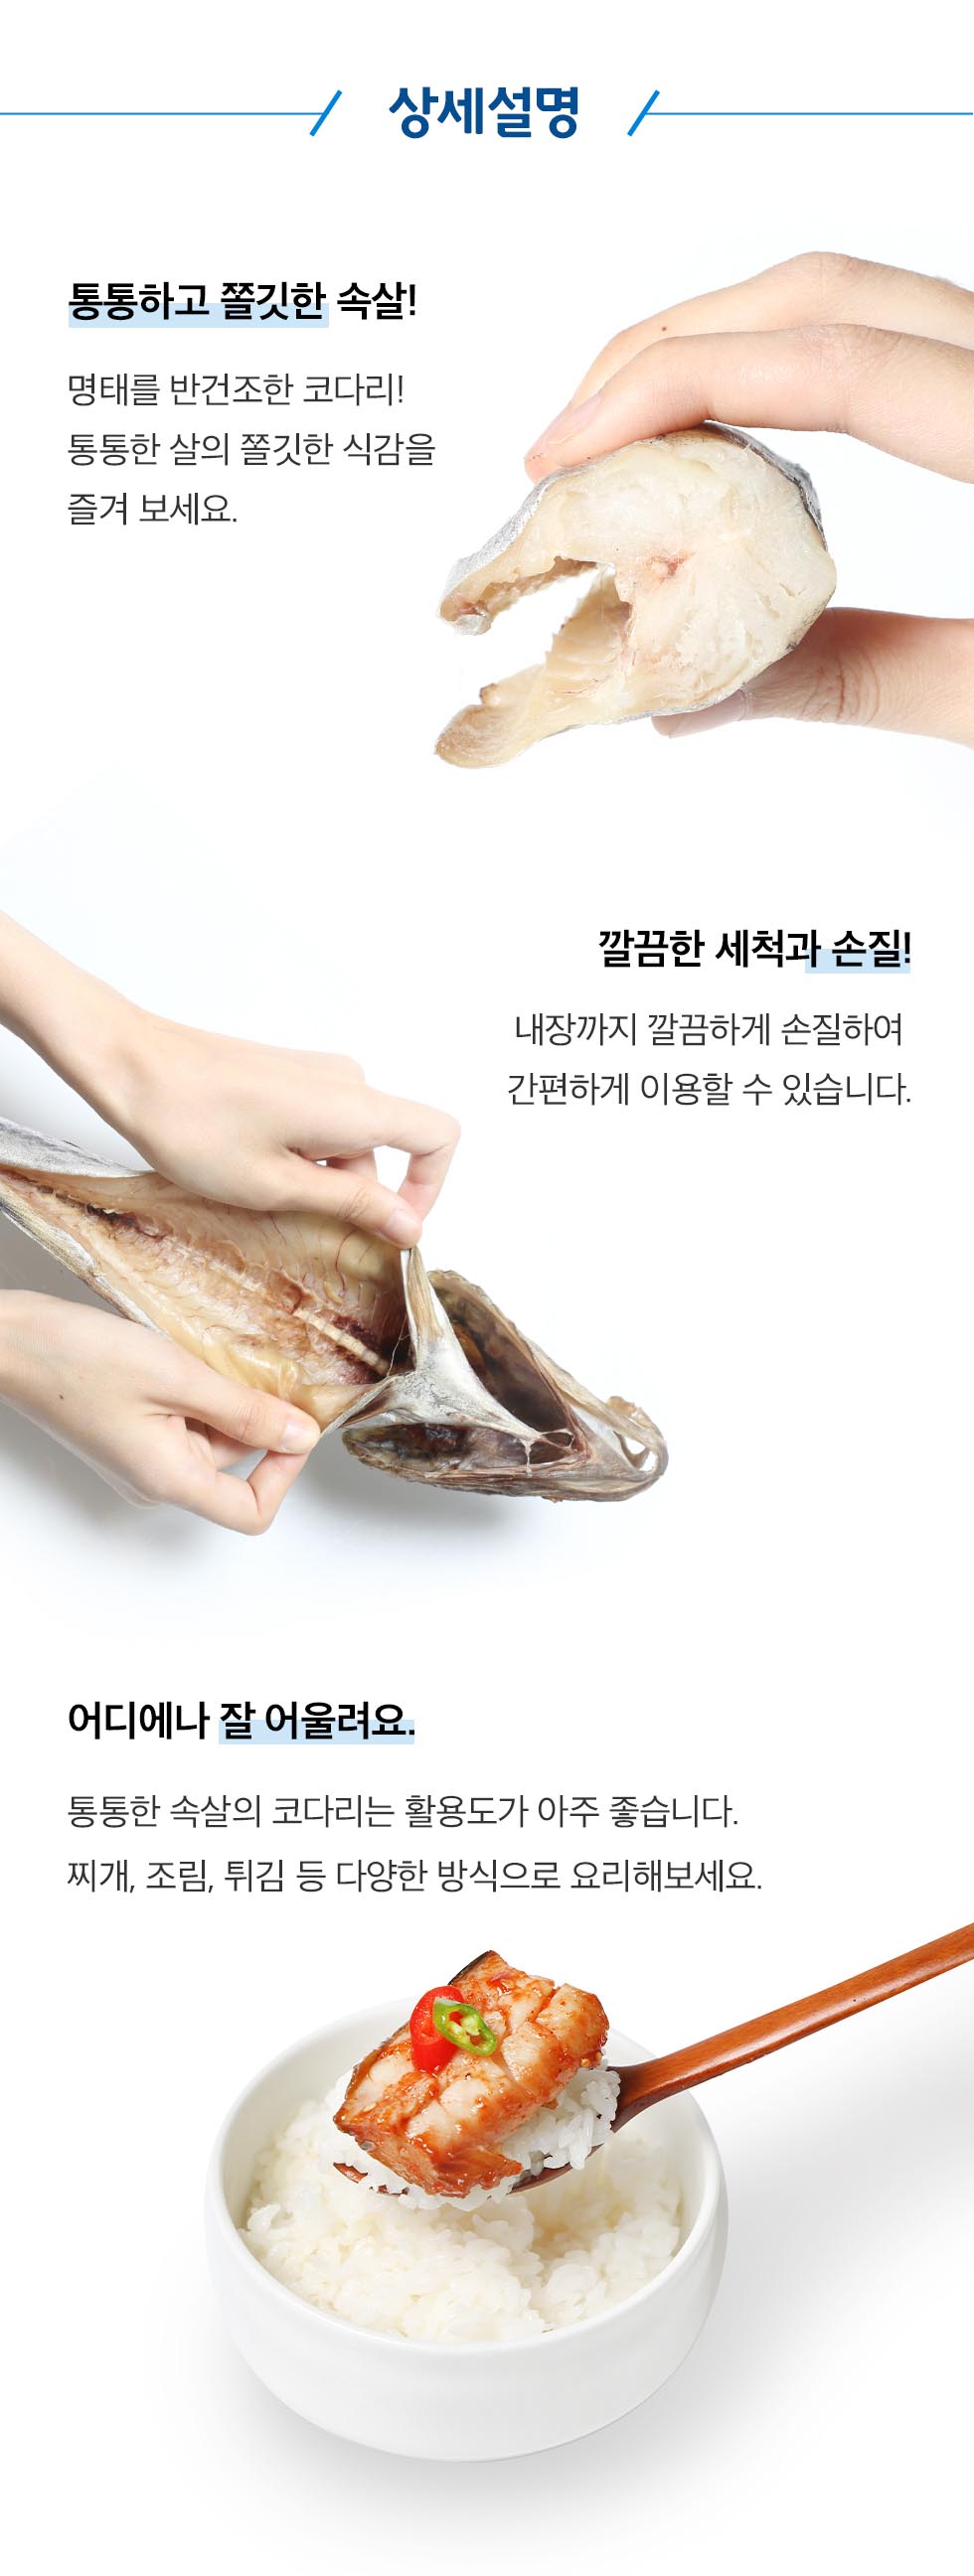 상세설명
통통하고 쫄깃한 속살!
명태를 반건조한 코다리!
통통한 살의 쫄깃한 식감을
즐겨 보세요.
깔끔한 세척과 손질!
내장까지 깔끔하게 손질하여
간편하게 이용할 수 있습니다.
어디에나 잘 어울려요.
통통한 속살의 코다리는 활용도가 아주 좋습니다.
찌개, 조림, 튀김 등 다양한 방식으로 요리해보세요.